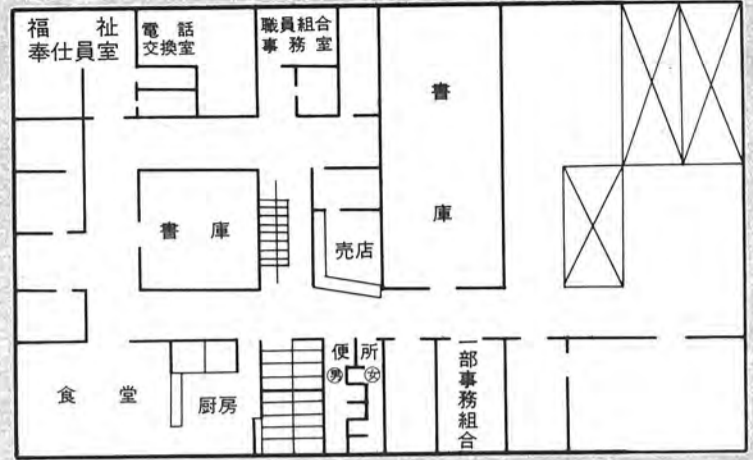 福祉
奉仕員室
電話
交換室
職員組合
事務室
書庫
書庫
売店
食堂
厨房
便所
男
女
一部事務組合